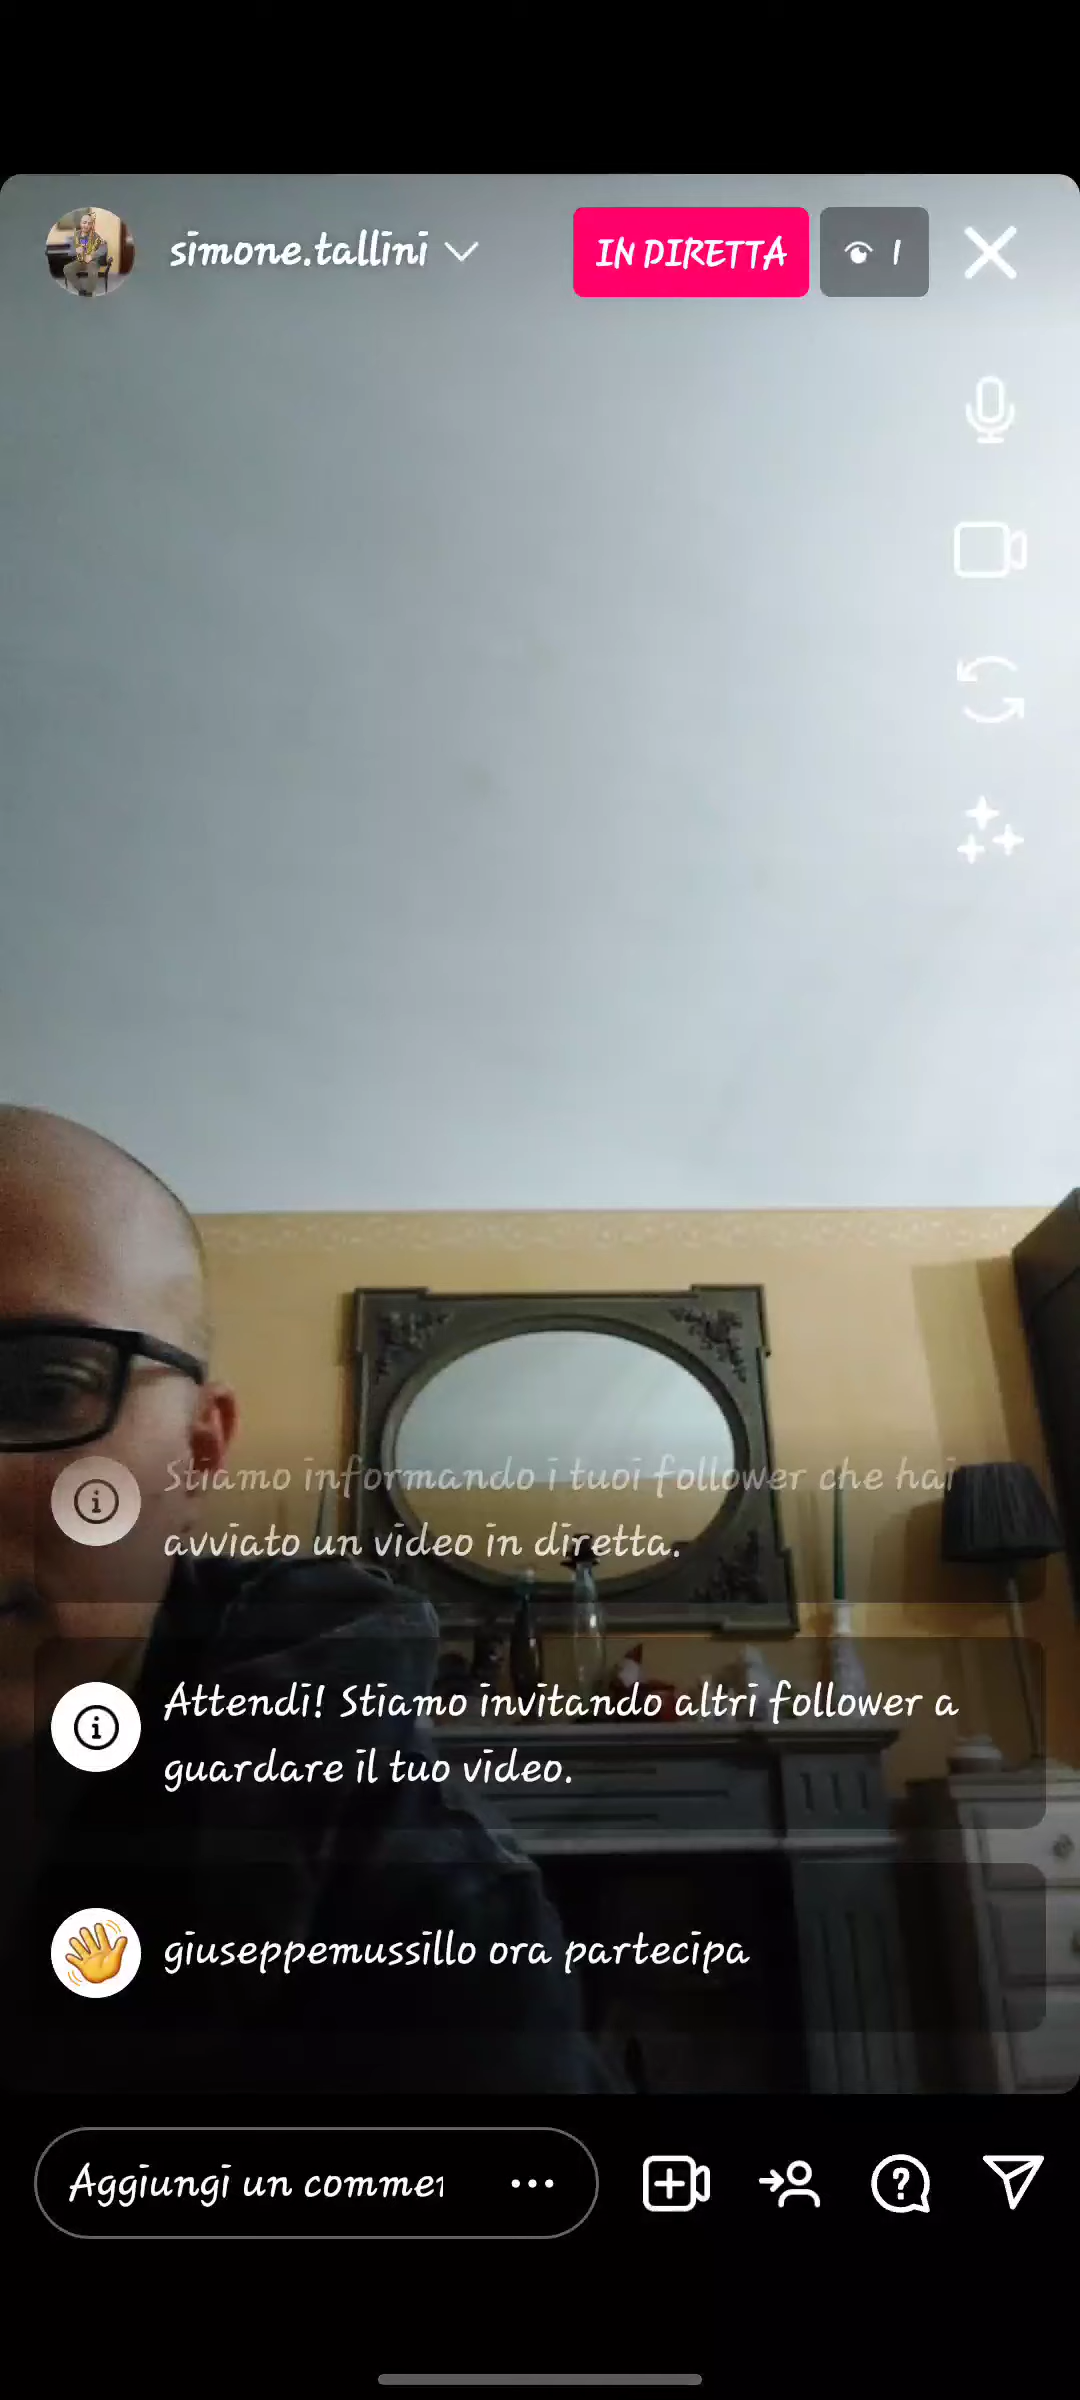 simone.tallini
IN DIRETTA
1
Stiamo informando i tuoi follower che hai
avviato un video in diretta.
Attendi! Stiamo invitando altri follower a
guardare il tuo video.
giuseppemussillo ora partecipa
Aggiungi un commen